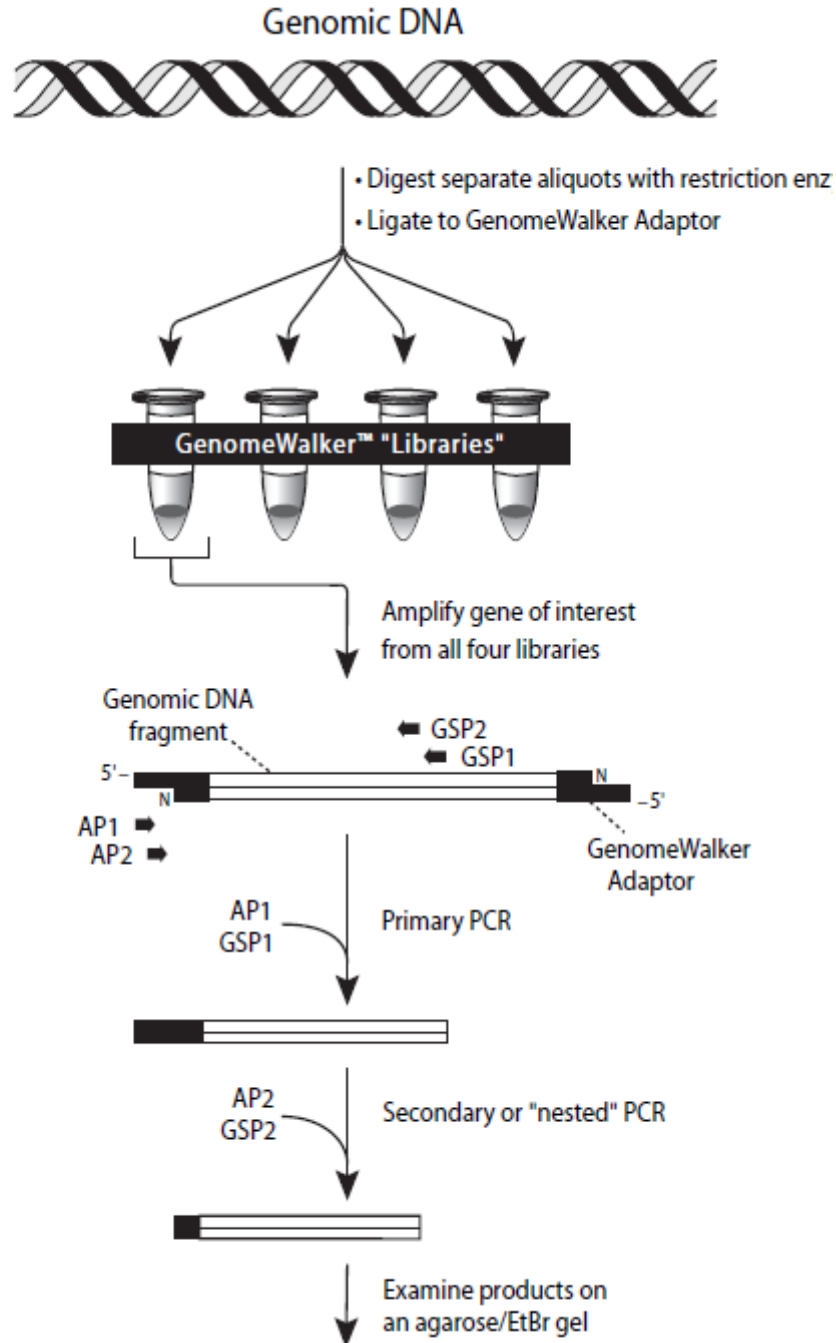 Genomic DNA
• Digest separate aliquots with restriction enz
• Ligate to GenomeWalker Adaptor
GenomeWalker™ "Libraries"
Amplify gene of interest
from all four libraries
Genomic DNA
fragment
GSP2
GSP1
5'–
N
N
–5'
AP1
AP2
GenomeWalker
Adaptor
AP1
GSP1
Primary PCR
AP2
GSP2
Secondary or "nested" PCR
Examine products on
an agarose/EtBr gel